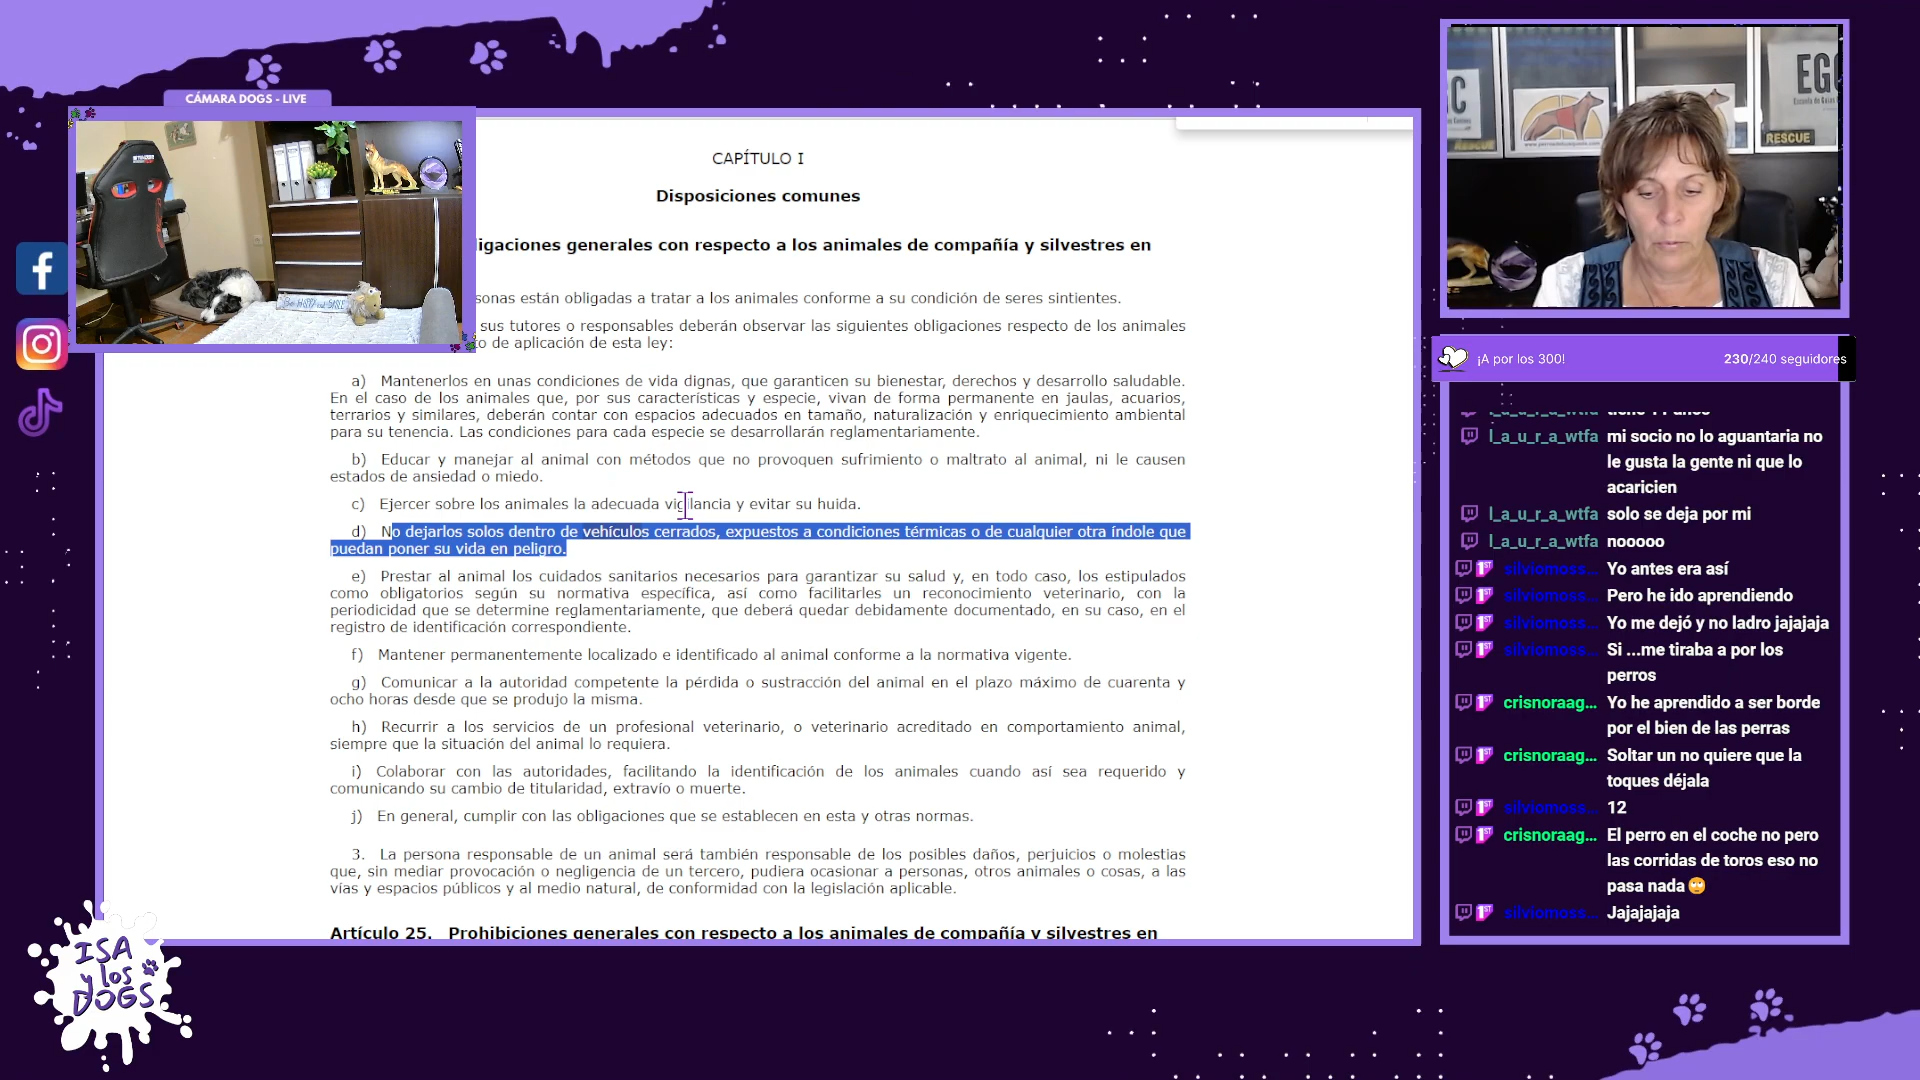 CÁMARA DOGS - LIVE
CAPÍTULO I
Disposiciones comunes
ligaciones generales con respecto a los animales de compañía y silvestres en
sonas están obligadas a tratar a los animales conforme a su condición de seres sintientes.
sus tutores o responsables deberán observar las siguientes obligaciones respecto de los animales
to de aplicación de esta ley:
a) Mantenerlos en unas condiciones de vida dignas, que garanticen su bienestar, derechos y desarrollo saludable.
En el caso de los animales que, por sus características y especie, vivan de forma permanente en jaulas, acuarios,
terrarios y similares, deberán contar con espacios adecuados en tamaño, naturalización y enriquecimiento ambiental
para su tenencia. Las condiciones para cada especie se desarrollarán reglamentariamente.
b) Educar y manejar al animal con métodos que no provoquen sufrimiento o maltrato al animal, ni le causen
estados de ansiedad o miedo.
c) Ejercer sobre los animales la adecuada vigilancia y evitar su huida.
d) No dejarlos solos dentro de vehículos cerrados, expuestos a condiciones térmicas o de cualquier otra índole que
puedan poner su vida en peligro.
e) Prestar al animal los cuidados sanitarios necesarios para garantizar su salud y, en todo caso, los estipulados
como obligatorios según su normativa específica, así como facilitarles un reconocimiento veterinario, con la
periodicidad que se determine reglamentariamente, que deberá quedar debidamente documentado, en su caso, en el
registro de identificación correspondiente.
f) Mantener permanentemente localizado e identificado al animal conforme a la normativa vigente.
g) Comunicar a la autoridad competente la pérdida o sustracción del animal en el plazo máximo de cuarenta y
ocho horas desde que se produjo la misma.
h) Recurrir a los servicios de un profesional veterinario, o veterinario acreditado en comportamiento animal,
siempre que la situación del animal lo requiera.
i) Colaborar con las autoridades, facilitando la identificación de los animales cuando así sea requerido y
comunicando su cambio de titularidad, extravío o muerte.
j) En general, cumplir con las obligaciones que se establecen en esta y otras normas.
3. La persona responsable de un animal será también responsable de los posibles daños, perjuicios o molestias
que, sin mediar provocación o negligencia de un tercero, pudiera ocasionar a personas, otros animales o cosas, a las
vías y espacios públicos y al medio natural, de conformidad con la legislación aplicable.
Artículo 25. Prohibiciones generales con respecto a los animales de compañía y silvestres en
ISA
y los
DOGS
EGC
RESCUE
¡A por los 300!
230/240 seguidores
l_a_u_r_a_wtfa tiene 11 años
l_a_u_r_a_wtfa mi socio no lo aguantaria no
le gusta la gente ni que lo
acaricien
l_a_u_r_a_wtfa solo se deja por mi
l_a_u_r_a_wtfa nooooo
silviomoss... Yo antes era así
silviomoss... Pero he ido aprendiendo
silviomoss... Yo me dejó y no ladro jajajaja
silviomoss... Si ...me tiraba a por los
perros
crisnoraag... Yo he aprendido a ser borde
por el bien de las perras
crisnoraag... Soltar un no quiere que la
toques déjala
silviomoss... 12
crisnoraag... El perro en el coche no pero
las corridas de toros eso no
pasa nada🙄
silviomoss... Jajajajaja